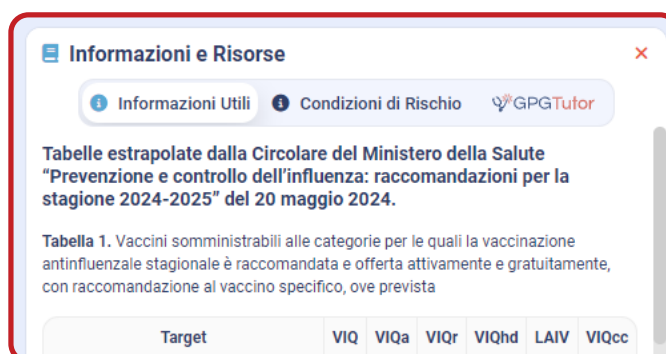 Informazioni e Risorse ×
Informazioni Utili Condizioni di Rischio GPGTutor
Tabelle estrapolate dalla Circolare del Ministero della Salute
“Prevenzione e controllo dell’influenza: raccomandazioni per la
stagione 2024-2025” del 20 maggio 2024.
Tabella 1. Vaccini somministrabili alle categorie per le quali la vaccinazione
antinfluenzale stagionale è raccomandata e offerta attivamente e gratuitamente,
con raccomandazione al vaccino specifico, ove prevista
Target VIQ VIQa VIQr VIQhd LAIV VIQcc